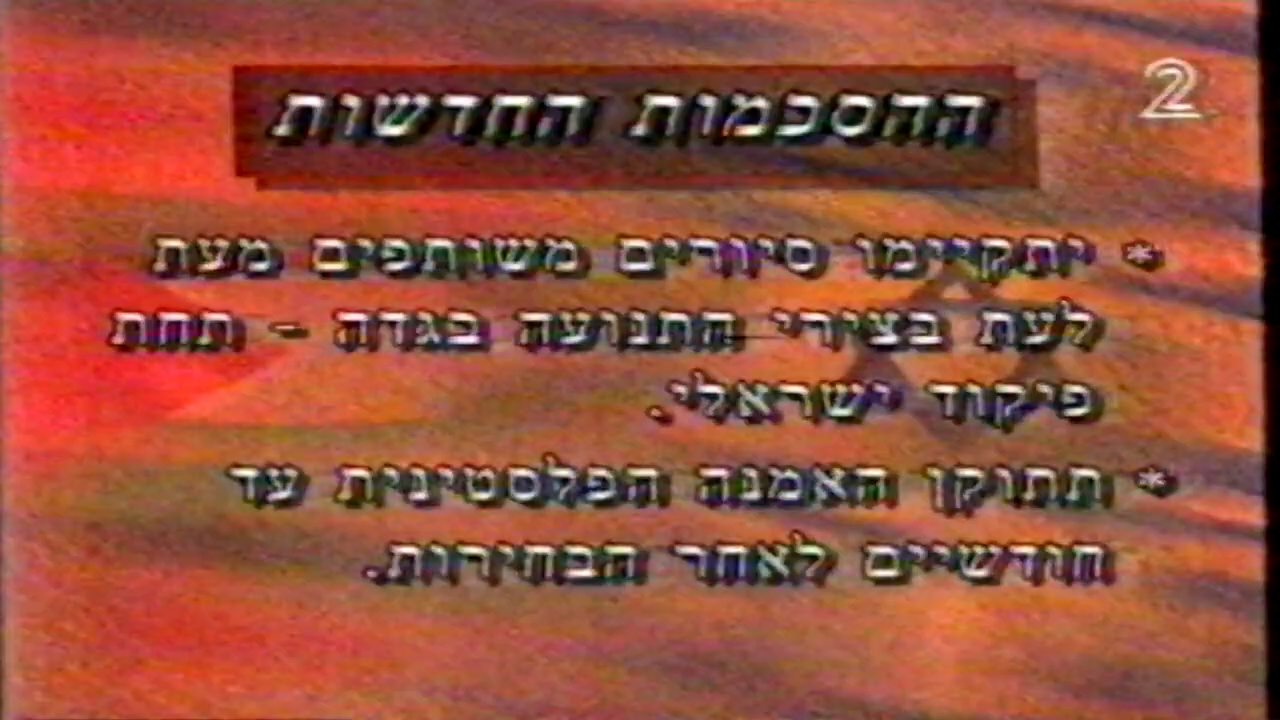 ההסכמות החדשות
2
* יתקיימו סיורים משותפים מעת
לעת בצירי התנועה בגדה - תחת
פיקוד ישראלי.
* תתוקן האמנה הפלסטינית עד
חודשיים לאחר הבחירות.